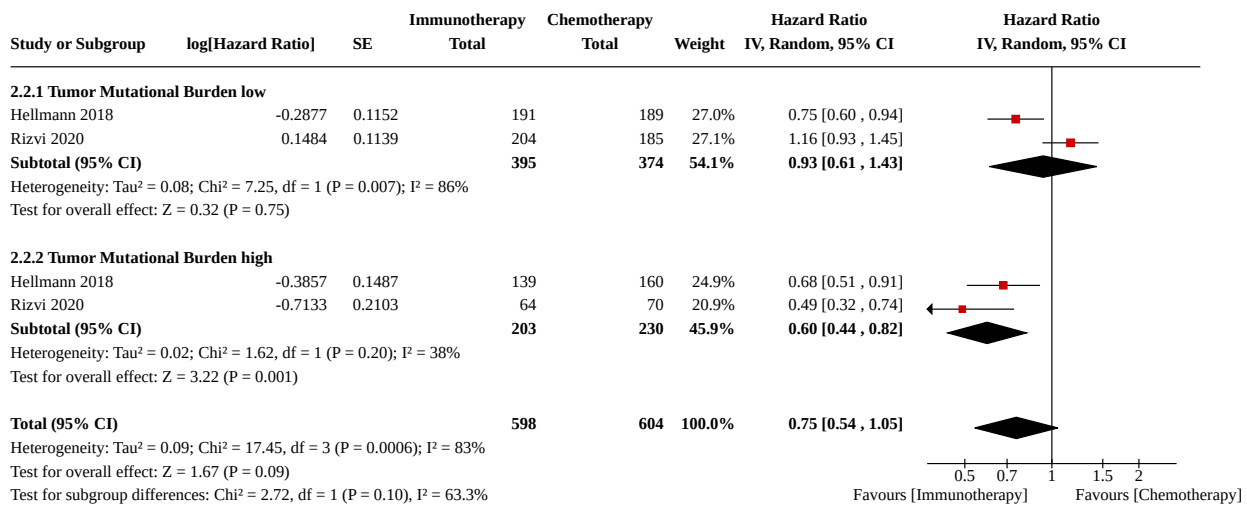 Immunotherapy Chemotherapy Hazard Ratio Hazard Ratio
Study or Subgroup log[Hazard Ratio] SE Total Total Weight IV, Random, 95% CI IV, Random, 95% CI
2.2.1 Tumor Mutational Burden low
Hellmann 2018 -0.2877 0.1152 191 189 27.0% 0.75 [0.60 , 0.94]
Rizvi 2020 0.1484 0.1139 204 185 27.1% 1.16 [0.93 , 1.45]
Subtotal (95% CI) 395 374 54.1% 0.93 [0.61 , 1.43]
Heterogeneity: Tau² = 0.08; Chi² = 7.25, df = 1 (P = 0.007); I² = 86%
Test for overall effect: Z = 0.32 (P = 0.75)
2.2.2 Tumor Mutational Burden high
Hellmann 2018 -0.3857 0.1487 139 160 24.9% 0.68 [0.51 , 0.91]
Rizvi 2020 -0.7133 0.2103 64 70 20.9% 0.49 [0.32 , 0.74]
Subtotal (95% CI) 203 230 45.9% 0.60 [0.44 , 0.82]
Heterogeneity: Tau² = 0.02; Chi² = 1.62, df = 1 (P = 0.20); I² = 38%
Test for overall effect: Z = 3.22 (P = 0.001)
Total (95% CI) 598 604 100.0% 0.75 [0.54 , 1.05]
Heterogeneity: Tau² = 0.09; Chi² = 17.45, df = 3 (P = 0.0006); I² = 83%
Test for overall effect: Z = 1.67 (P = 0.09) 0.5 0.7 1 1.5 2
Test for subgroup differences: Chi² = 2.72, df = 1 (P = 0.10), I² = 63.3% Favours [Immunotherapy] Favours [Chemotherapy]